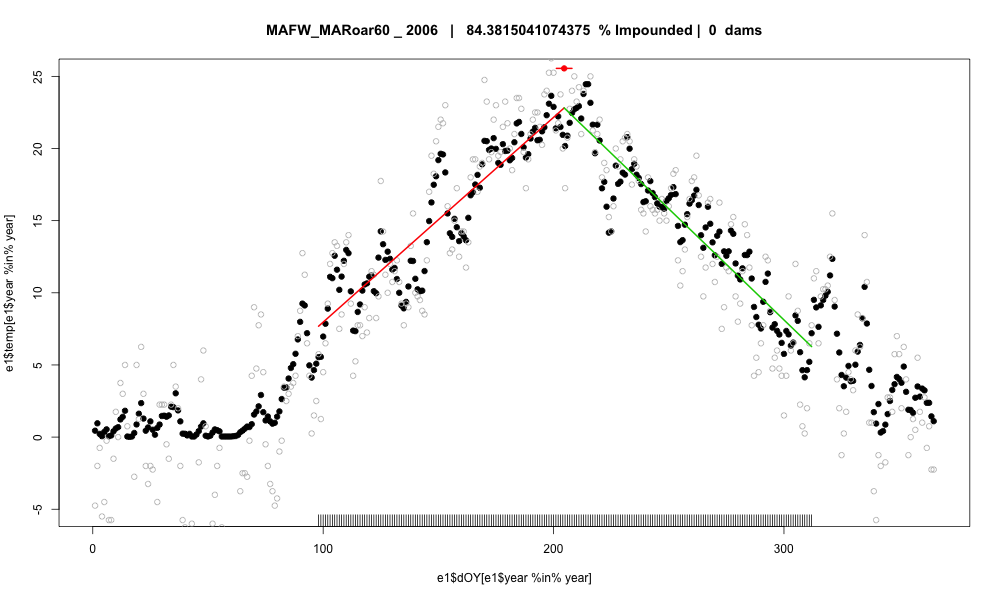 MAFW_MARoar60 _ 2006 | 84.3815041074375 % Impounded | 0 dams
25
20
15
10
5
0
-5
e1$temp[e1$year %in% year]
0 100 200 300
e1$dOY[e1$year %in% year]